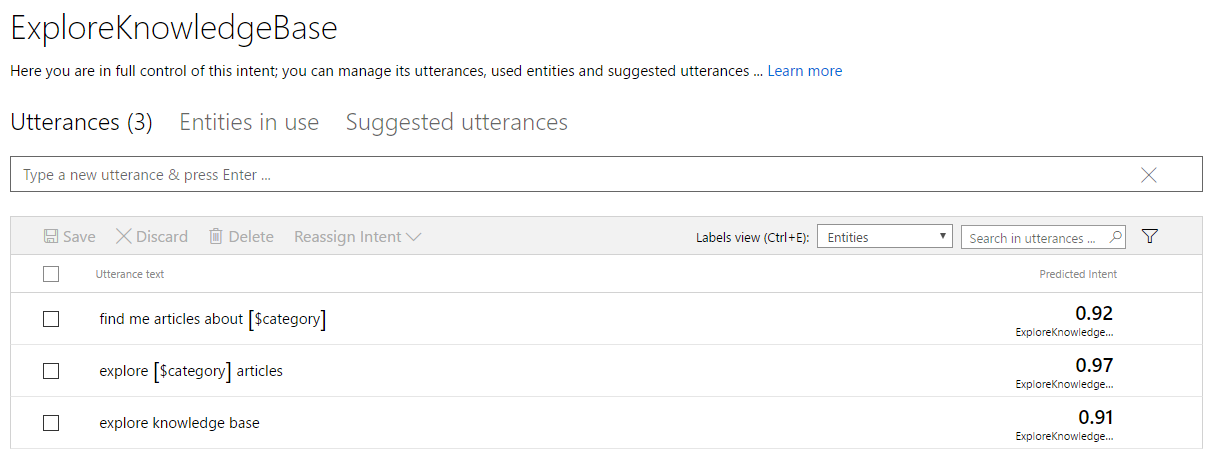 ExploreKnowledgeBase
Here you are in full control of this intent; you can manage its utterances, used entities and suggested utterances ... Learn more
Utterances (3) Entities in use Suggested utterances
Type a new utterance & press Enter ...
Save Discard Delete Reassign Intent Labels view (Ctrl+E): Entities Search in utterances ...
Utterance text Predicted Intent
find me articles about [$category] 0.92
ExploreKnowledge...
explore [$category] articles 0.97
ExploreKnowledge...
explore knowledge base 0.91
ExploreKnowledge...